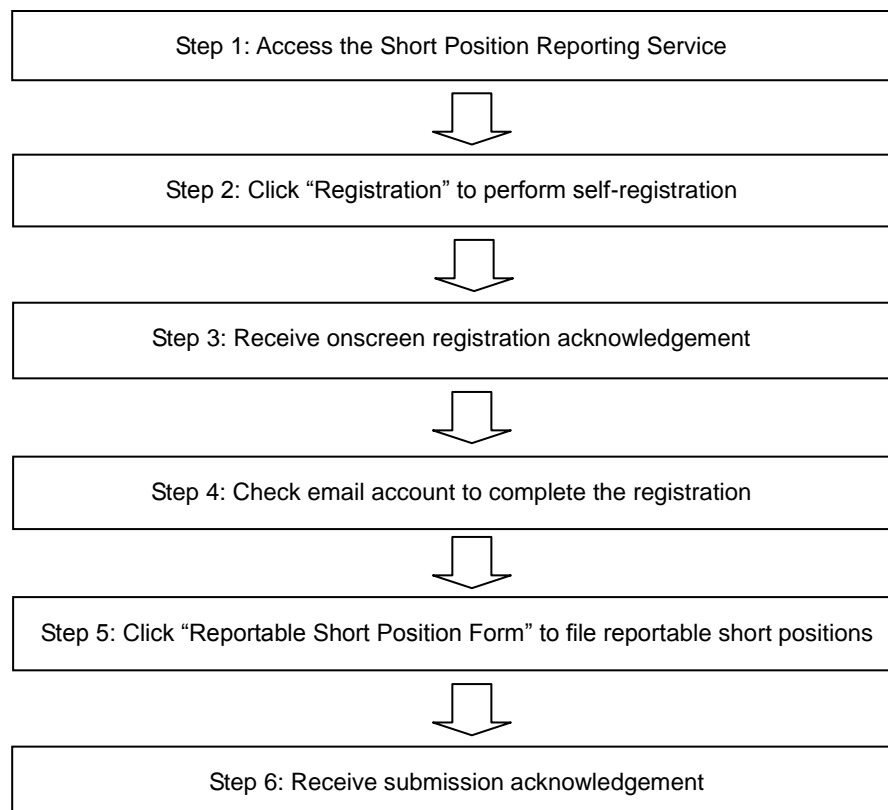 Step 1: Access the Short Position Reporting Service
Step 2: Click “Registration” to perform self-registration
Step 3: Receive onscreen registration acknowledgement
Step 4: Check email account to complete the registration
Step 5: Click “Reportable Short Position Form” to file reportable short positions
Step 6: Receive submission acknowledgement